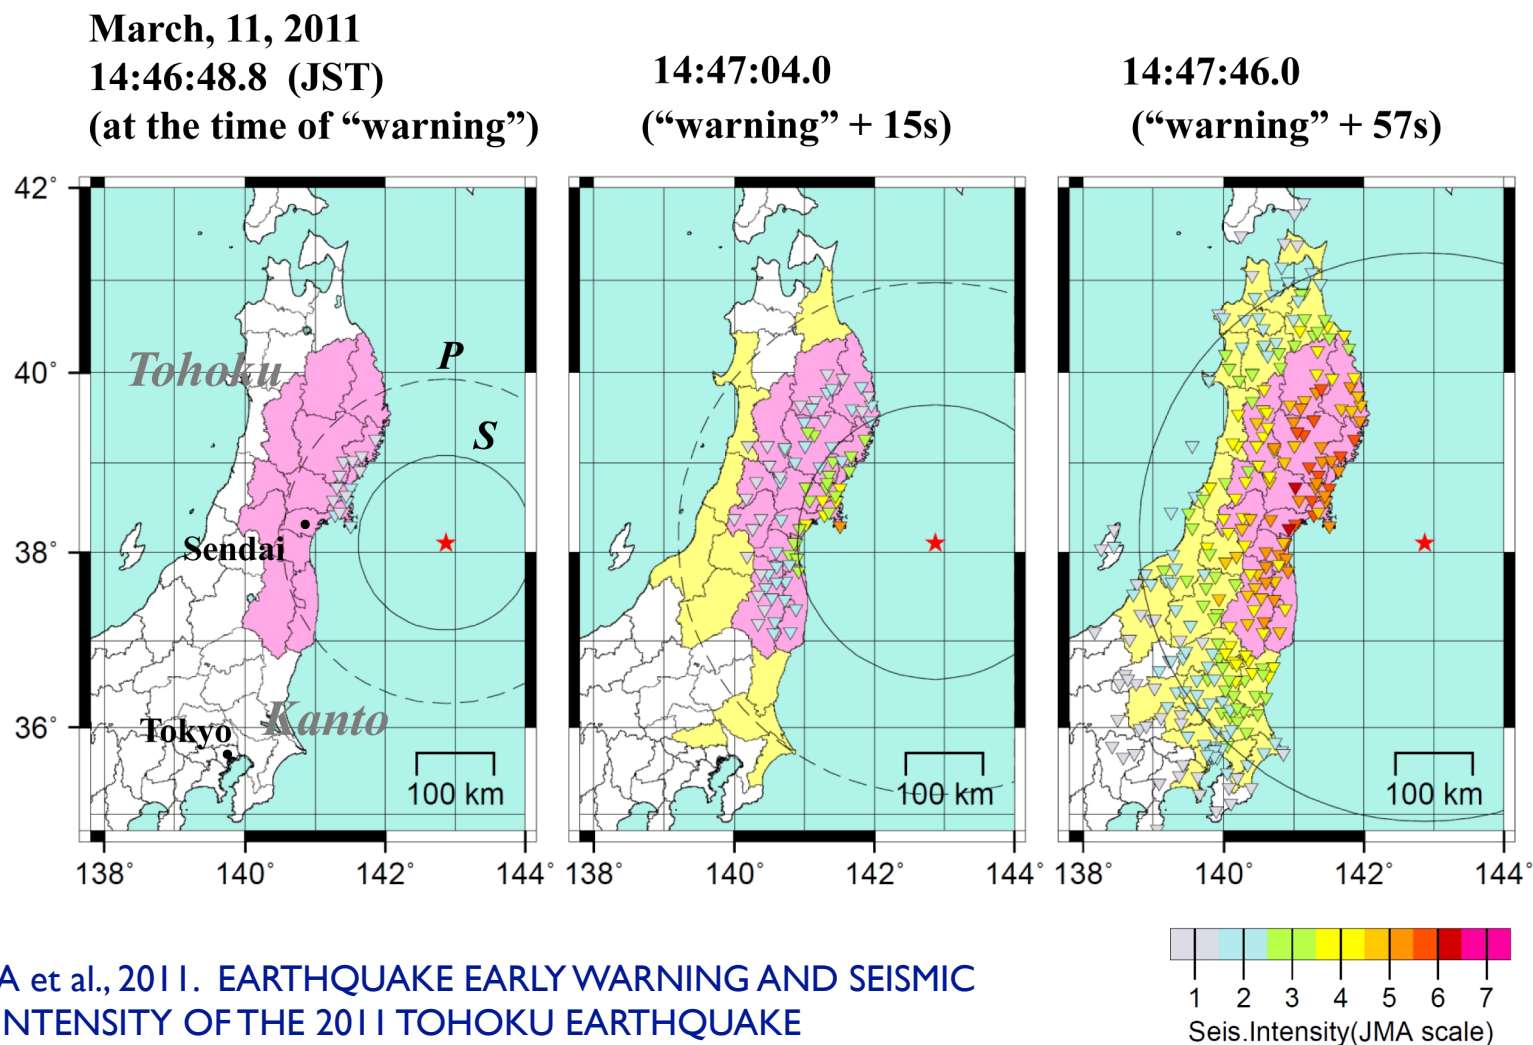 March, 11, 2011
14:46:48.8 (JST)
(at the time of “warning”)
14:47:04.0
(“warning” + 15s)
14:47:46.0
(“warning” + 57s)
42°
40°
38°
36°
Tohoku
P
S
Sendai
Kanto
Tokyo
100 km
100 km
100 km
138° 140° 142° 144°
138° 140° 142° 144°
138° 140° 142° 144°
A et al., 2011. EARTHQUAKE EARLY WARNING AND SEISMIC
NTENSITY OF THE 2011 TOHOKU EARTHQUAKE
1 2 3 4 5 6 7
Seis.Intensity(JMA scale)